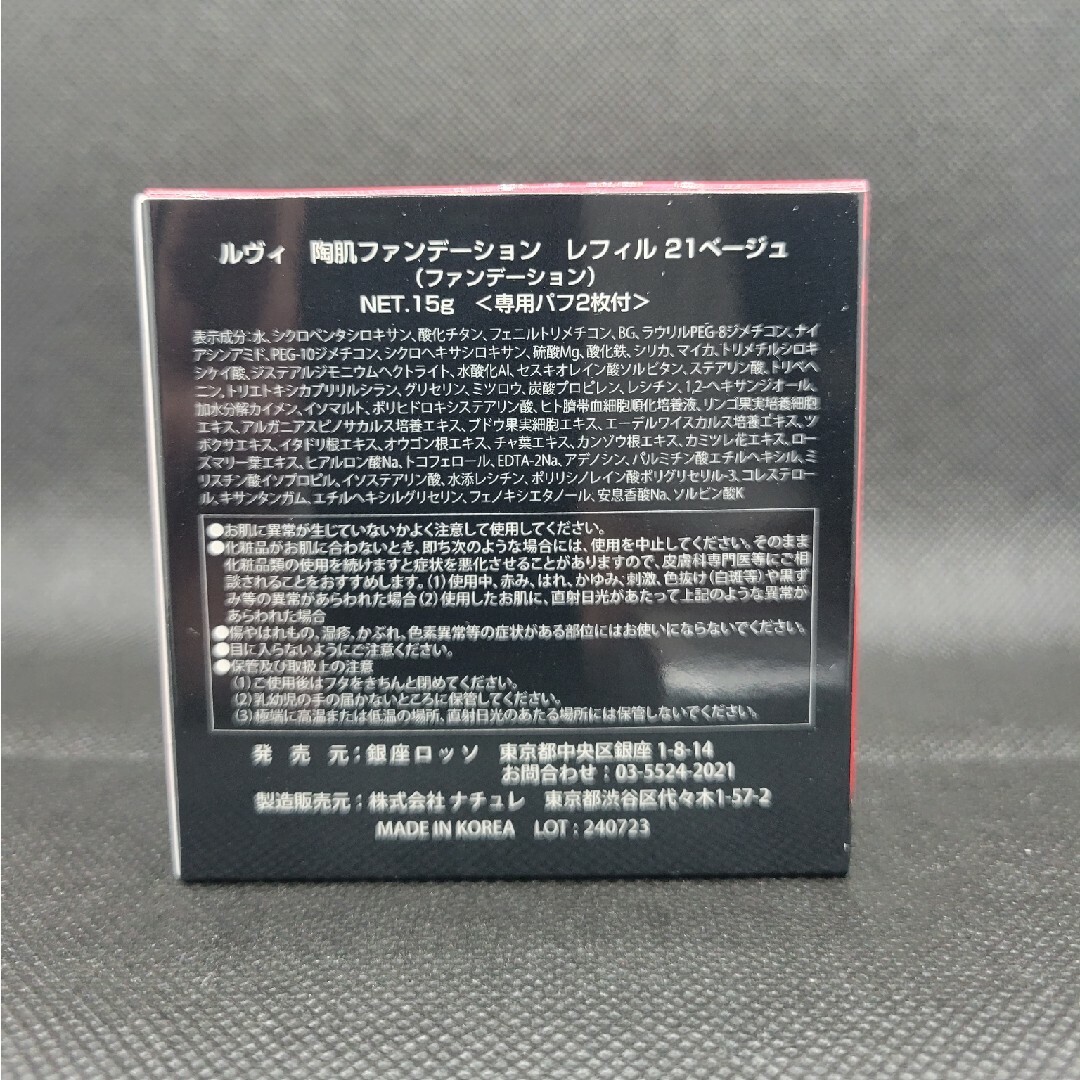 ルヴィ 陶肌ファンデーション レフィル 21ベージュ
（ファンデーション）
NET.15g ＜専用パフ2枚付＞
表示成分：水、シクロペンタシロキサン、酸化チタン、フェニルトリメチコン、BG、ラウリルPEG-8ジメチコン、ナイ
アシンアミド、PEG-10ジメチコン、シクロヘキサシロキサン、硫酸Mg、酸化鉄、シリカ、マイカ、トリメチルシロキ
シケイ酸、ジステアルジモニウムヘクトライト、水酸化Al、セスキオレイン酸ソルビタン、ステアリン酸、トリベヘ
ニン、トリエトキシカプリリルシラン、グリセリン、ミツロウ、炭酸プロピレン、レシチン、1,2-ヘキサンジオール、
加水分解カイメン、イソマルト、ポリヒドロキシステアリン酸、ヒト臍帯血細胞順化培養液、リンゴ果実培養細胞
エキス、アルガニアスピノサカルス培養エキス、ブドウ果実細胞エキス、エーデルワイスカルス培養エキス、ツ
ボクサエキス、イタドリ根エキス、オウゴン根エキス、チャ葉エキス、カンゾウ根エキス、カミツレ花エキス、ロー
ズマリー葉エキス、ヒアルロン酸Na、トコフェロール、EDTA-2Na、アデノシン、パルミチン酸エチルヘキシル、ミ
リスチン酸イソプロピル、イソステアリン酸、水添レシチン、ポリリシノレイン酸ポリグリセリル-3、コレステロー
ル、キサンタンガム、エチルヘキシルグリセリン、フェノキシエタノール、安息香酸Na、ソルビン酸K
●お肌に異常が生じていないかよく注意して使用してください。
●化粧品がお肌に合わないとき、即ち次のような場合には、使用を中止してください。そのまま
化粧品類の使用を続けますと症状を悪化させることがありますので、皮膚科専門医等にご相
談されることをおすすめします。(1)使用中、赤み、はれ、かゆみ、刺激、色抜け(白斑等)や黒ず
み等の異常があらわれた場合(2)使用したお肌に、直射日光があたって上記のような異常が
あらわれた場合
●傷やはれもの、湿疹、かぶれ、色素異常等の症状がある部位にはお使いにならないでください。
●目に入らないようにご注意ください。
●保管及び取扱上の注意
(1)ご使用後はフタをきちんと閉めてください。
(2)乳幼児の手の届かないところに保管してください。
(3)極端に高温または低温の場所、直射日光のあたる場所には保管しないでください。
発 売 元：銀座ロッソ 東京都中央区銀座1-8-14
お問合わせ：03-5524-2021
製造販売元：株式会社ナチュレ 東京都渋谷区代々木1-57-2
MADE IN KOREA LOT：240723